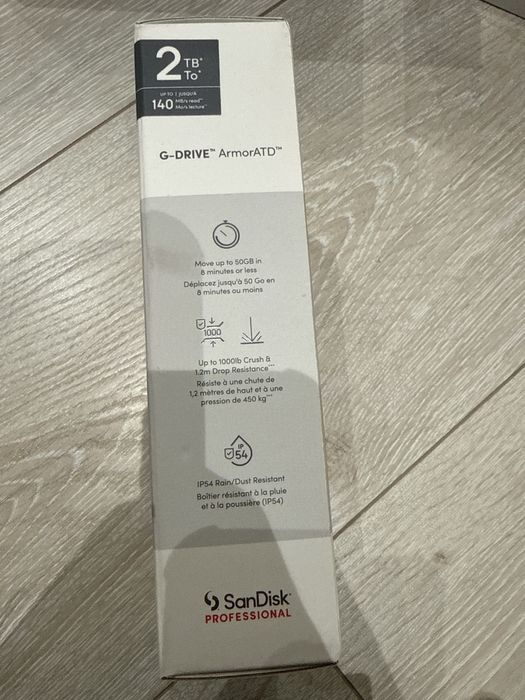 2 TB*
To*
UP TO | JUSQU'À
140 MB/s read**
Mo/s lecture**
G-DRIVE™ ArmorATD™
Move up to 50GB in
8 minutes or less
Déplacez jusqu'à 50 Go en
8 minutes ou moins
1000
Up to 1000lb Crush &
1.2m Drop Resistance***
Résiste à une chute de
1,2 mètres de haut et à une
pression de 450 kg***
IP
54
IP54 Rain/Dust Resistant
Boîtier résistant à la pluie
et à la poussière (IP54)
SanDisk
PROFESSIONAL